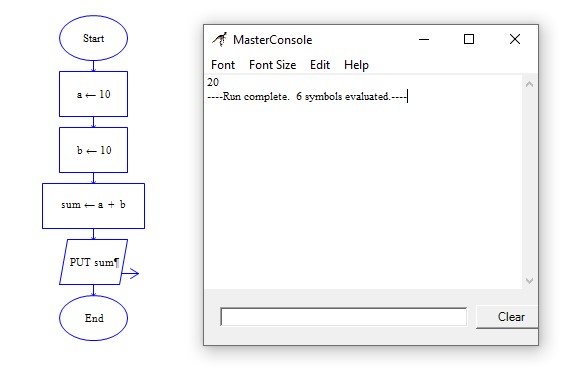 Start
a ← 10
b ← 10
sum ← a + b
PUT sum¶
End
MasterConsole
Font Font Size Edit Help
20
----Run complete.  6 symbols evaluated.----
Clear